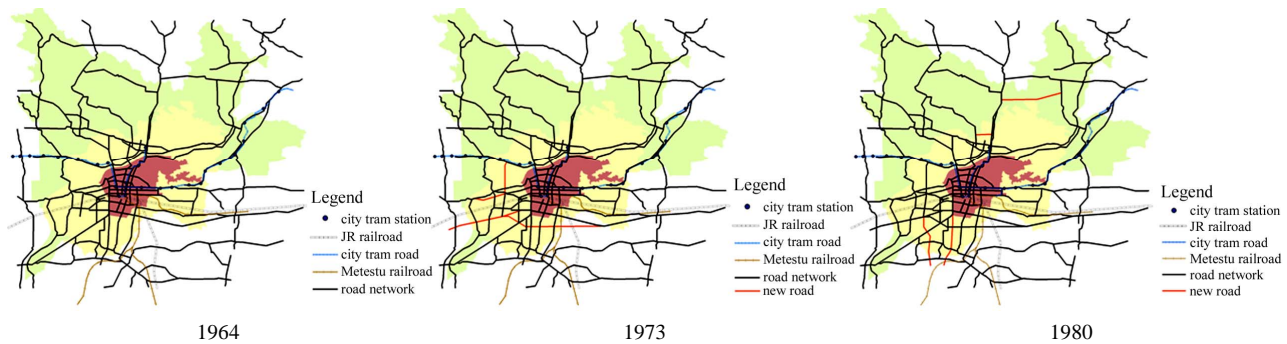 Legend
city tram station
JR railroad
city tram road
Metestu railroad
road network
1964
Legend
city tram station
JR railroad
city tram road
Metestu railroad
road network
new road
1973
Legend
city tram station
JR railroad
city tram road
Metestu railroad
road network
new road
1980